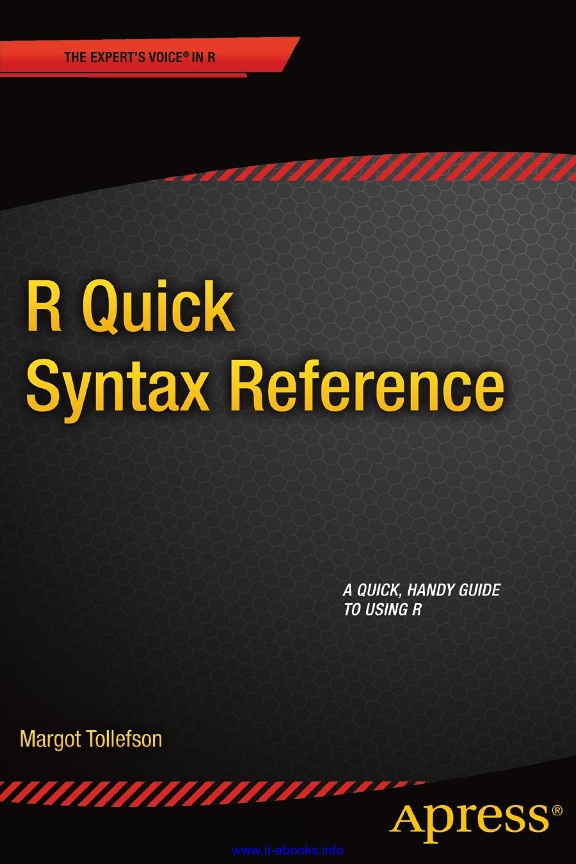 THE EXPERT'S VOICE® IN R
R Quick
Syntax Reference
A QUICK, HANDY GUIDE
TO USING R
Margot Tollefson
Apress®
www.it-ebooks.info